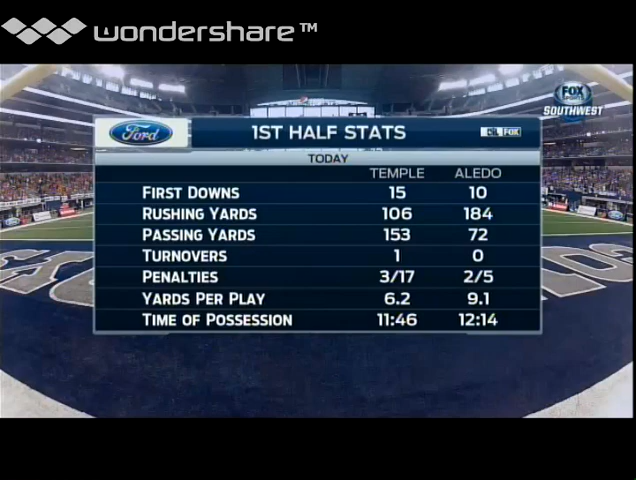 wondershare™
FOX
SOUTHWEST
Ford 1ST HALF STATS FOX
TODAY
TEMPLE ALEDO
FIRST DOWNS 15 10
RUSHING YARDS 106 184
PASSING YARDS 153 72
TURNOVERS 1 0
PENALTIES 3/17 2/5
YARDS PER PLAY 6.2 9.1
TIME OF POSSESSION 11:46 12:14